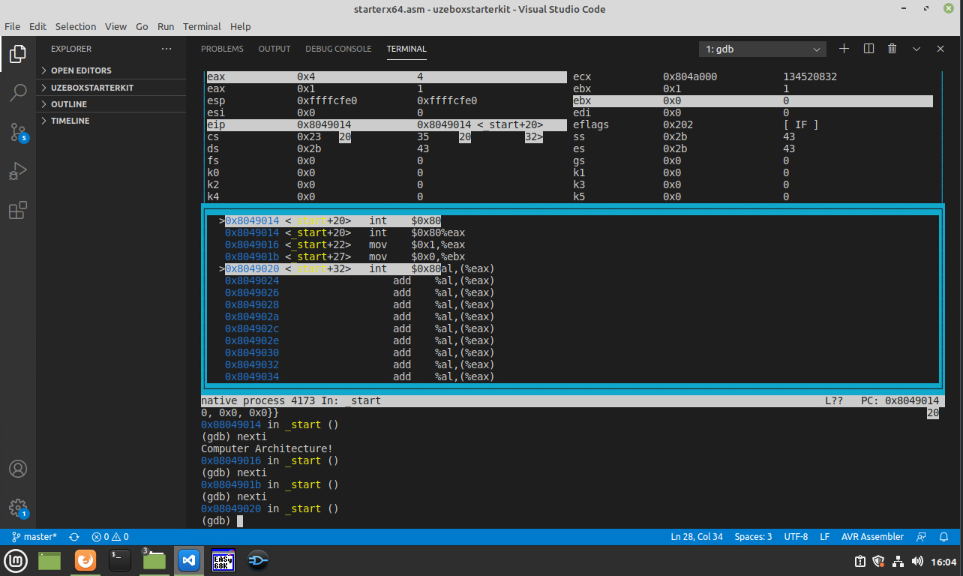 starterx64.asm - uzeboxstarterkit - Visual Studio Code
File Edit Selection View Go Run Terminal Help
EXPLORER ···
PROBLEMS OUTPUT DEBUG CONSOLE TERMINAL 1: gdb
OPEN EDITORS
UZEBOXSTARTERKIT
OUTLINE
TIMELINE
eax 0x4 4 ecx 0x804a000 134520832
eax 0x1 1 ebx 0x1 1
esp 0xffffcfe0 0xffffcfe0 ebx 0x0 0
esi 0x0 0 edi 0x0 0
eip 0x8049014 0x8049014 <_start+20> eflags 0x202 [ IF ]
cs 0x23 20 35 20 32> ss 0x2b 43
ds 0x2b 43 es 0x2b 43
fs 0x0 0 gs 0x0 0
k0 0x0 0 k1 0x0 0
k2 0x0 0 k3 0x0 0
k4 0x0 0 k5 0x0 0
>0x8049014 <_start+20> int $0x80
0x8049014 <_start+20> int $0x80%eax
0x8049016 <_start+22> mov $0x1,%eax
0x804901b <_start+27> mov $0x0,%ebx
>0x8049020 <_start+32> int $0x80al,(%eax)
0x8049024 add %al,(%eax)
0x8049026 add %al,(%eax)
0x8049028 add %al,(%eax)
0x804902a add %al,(%eax)
0x804902c add %al,(%eax)
0x804902e add %al,(%eax)
0x8049030 add %al,(%eax)
0x8049032 add %al,(%eax)
0x8049034 add %al,(%eax)
native process 4173 In: _start L?? PC: 0x8049014
0, 0x0, 0x0}} 20
0x08049014 in _start ()
(gdb) nexti
Computer Architecture!
0x08049016 in _start ()
(gdb) nexti
0x0804901b in _start ()
(gdb) nexti
0x08049020 in _start ()
(gdb)
5
1
master* 0 0 Ln 28, Col 34 Spaces: 3 UTF-8 LF AVR Assembler
3 16:04